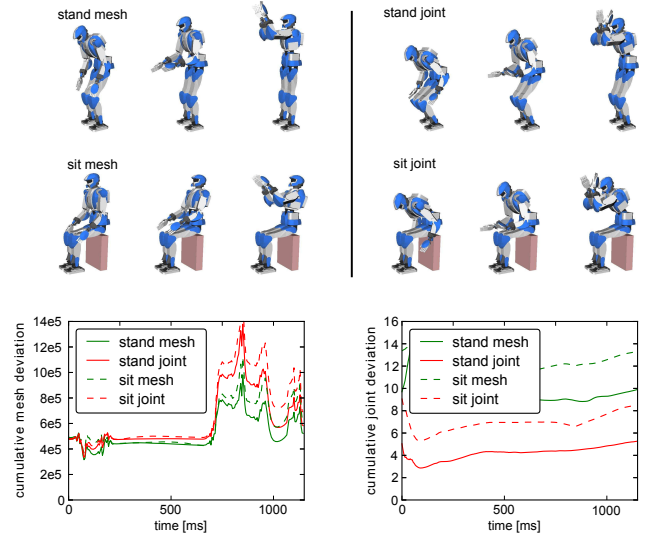 stand mesh
stand joint
sit mesh
sit joint
14e5
12e5
10e5
8e5
6e5
4e5
2e5
0
500
1000
time [ms]
cumulative mesh deviation
stand mesh
stand joint
sit mesh
sit joint
16
14
12
10
8
6
4
2
0
0
500
1000
time [ms]
cumulative joint deviation
stand mesh
stand joint
sit mesh
sit joint